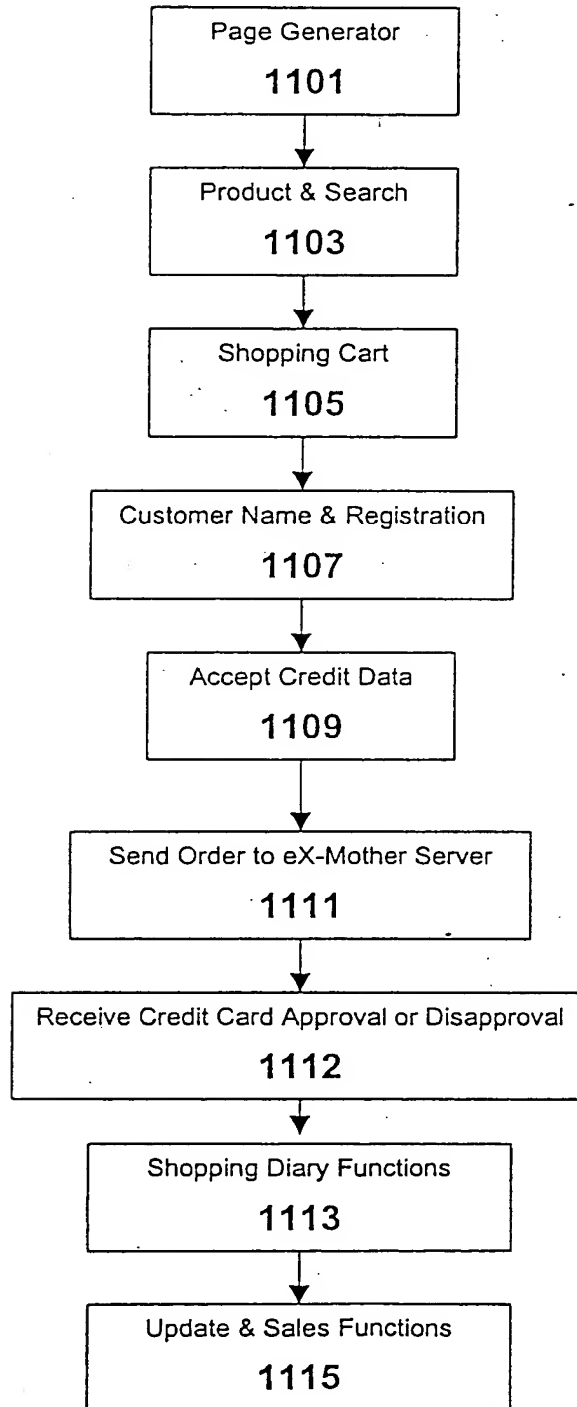 Page Generator
1101
Product & Search
1103
Shopping Cart
1105
Customer Name & Registration
1107
Accept Credit Data
1109
Send Order to eX-Mother Server
1111
Receive Credit Card Approval or Disapproval
1112
Shopping Diary Functions
1113
Update & Sales Functions
1115